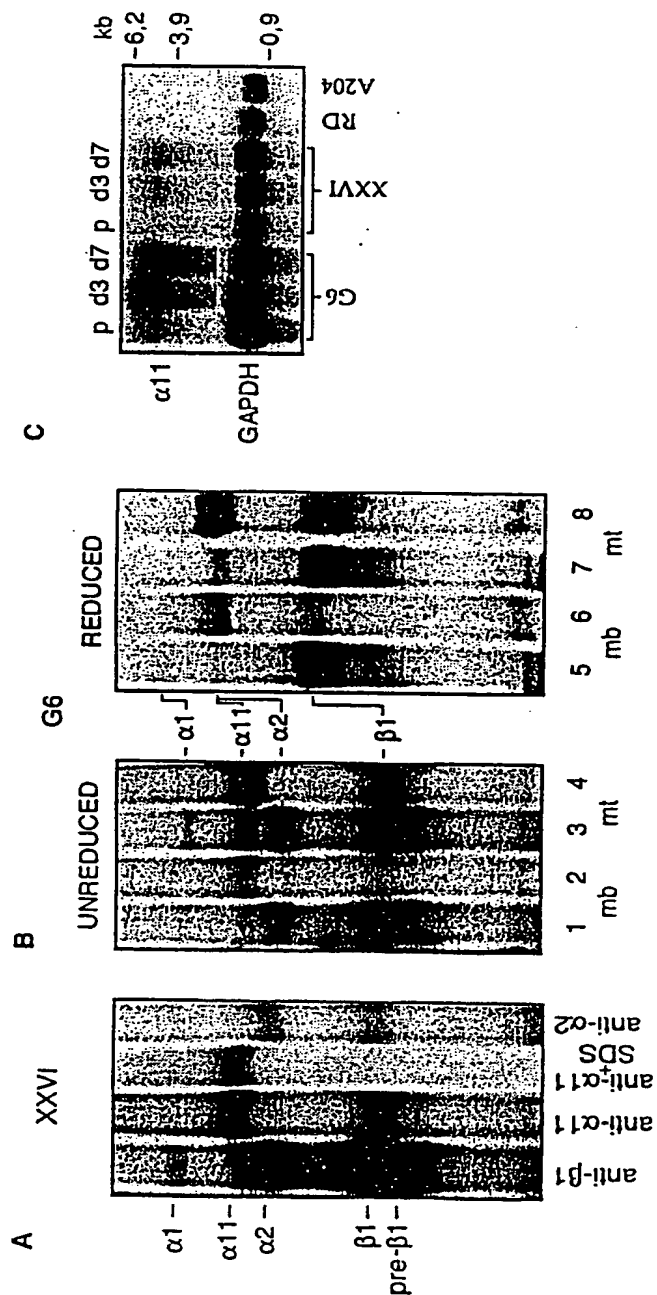 A
XXVI
α1 –
α11–
α2 –
β1–
pre-β1–
anti-β1
anti-α11
anti-α11
+
SDS
anti-α2
B
G6
UNREDUCED
REDUCED
- α1
-α11-
- α2
-β1-
1 2 3 4
mb mt
5 6 7 8
mb mt
C
p d3 d7 p d3 d7
kb
α11
–6,2
–3,9
GAPDH
–0,9
G6
XXVI
RD
A204